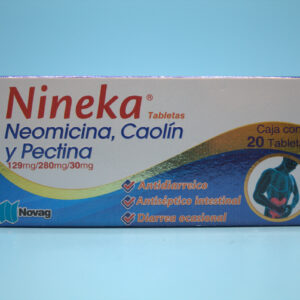 Nineka®
Tabletas
Neomicina, Caolín
y Pectina
129mg/280mg/30mg
Caja con
20 Tabletas
Antidiarreico
Antiséptico intestinal
Diarrea ocasional
Novag